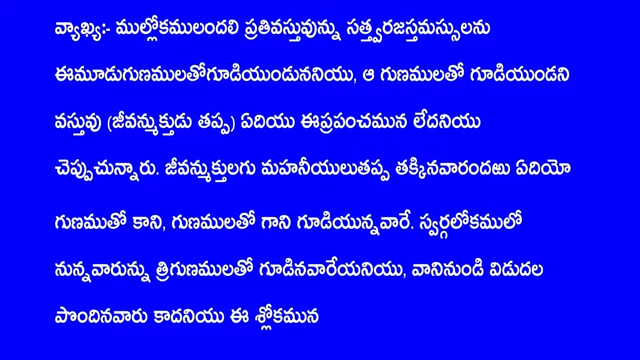 వ్యాఖ్య:- ముల్లోకములందలి ప్రతివస్తువున్ను సత్త్వరజస్తమస్సులను
ఈమూడుగుణములతోగూడియుండుననియు, ఆ గుణములతో గూడియుండని
వస్తువు (జీవన్ముక్తుడు తప్ప) ఏదియు ఈప్రపంచమున లేదనియు
చెప్పుచున్నారు. జీవన్ముక్తులగు మహనీయులుతప్ప తక్కినవారందఱు ఏదియో
గుణముతో కాని, గుణములతో గాని గూడియున్నవారే. స్వర్గలోకములో
నున్నవారున్ను త్రిగుణములతో గూడినవారేయనియు, వానినుండి విడుదల
పొందినవారు కాదనియు ఈ శ్లోకమున